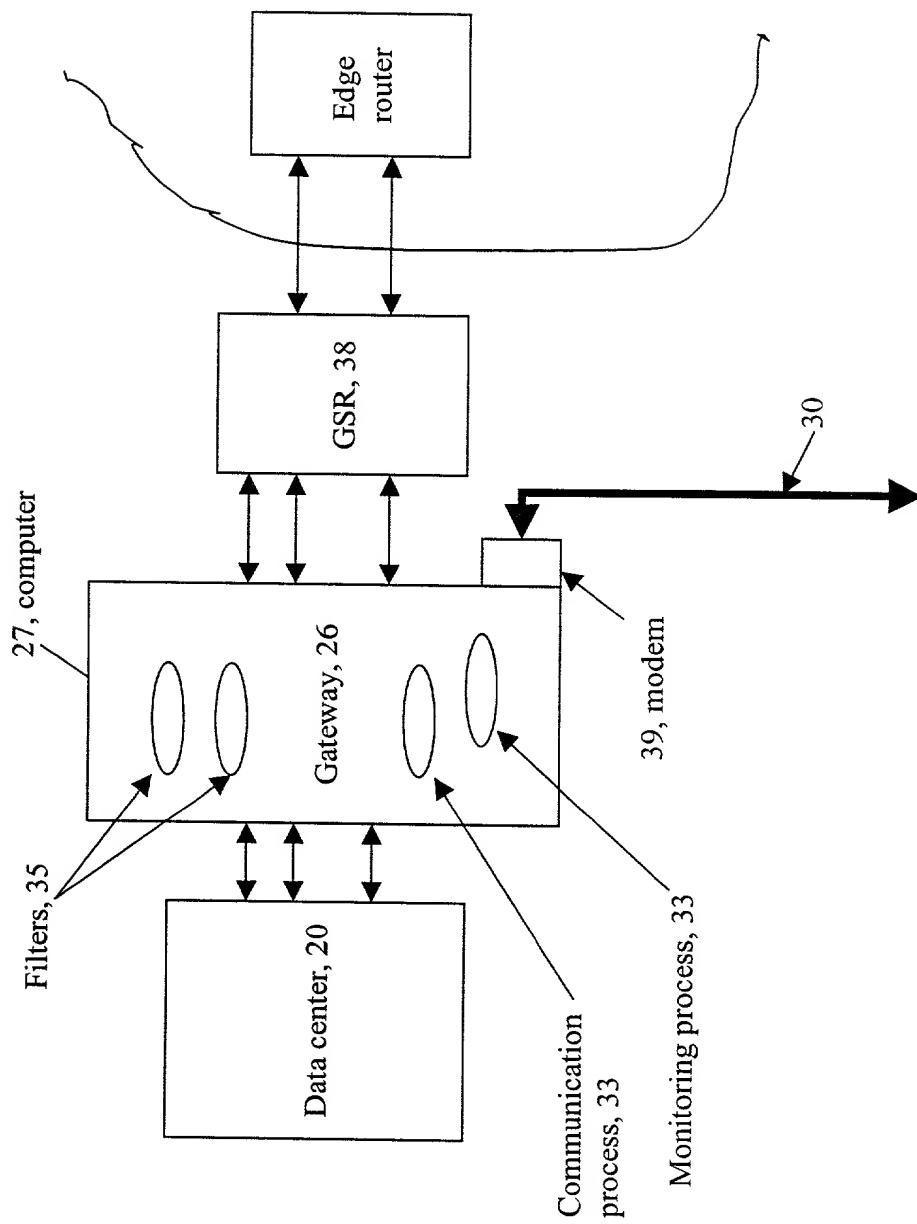 27, computer
Filters, 35
Data center, 20
Gateway, 26
GSR, 38
Edge
router
30
39, modem
Communication
process, 33
Monitoring process, 33